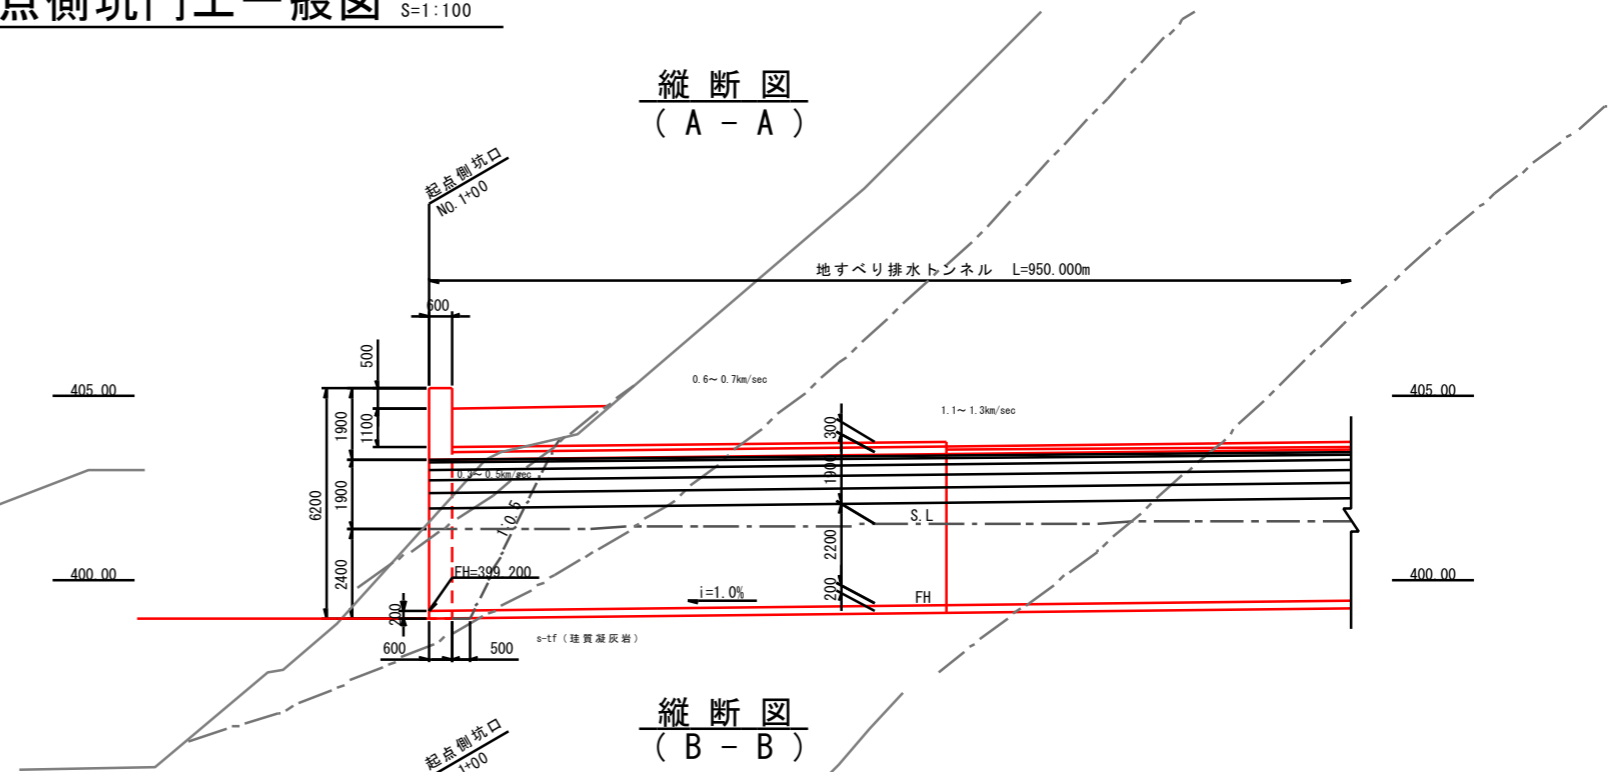 点側坑門工一般図 S=1:100
縦断図
(A-A)
起点側坑口
NO.1+00
地すべり排水トンネル L=950.000m
600
500
405.00
405.00
0.6~0.7km/sec
1.1~1.3km/sec
1900
1100
300
0.3~0.5km/sec
1900
1900
6200
1:0.5
S.L
2200
2400
400.00
400.00
FH=399.200
i=1.0%
200
FH
200
s-tf(珪質凝灰岩)
600
500
縦断図
(B-B)
起点側坑口
1+00